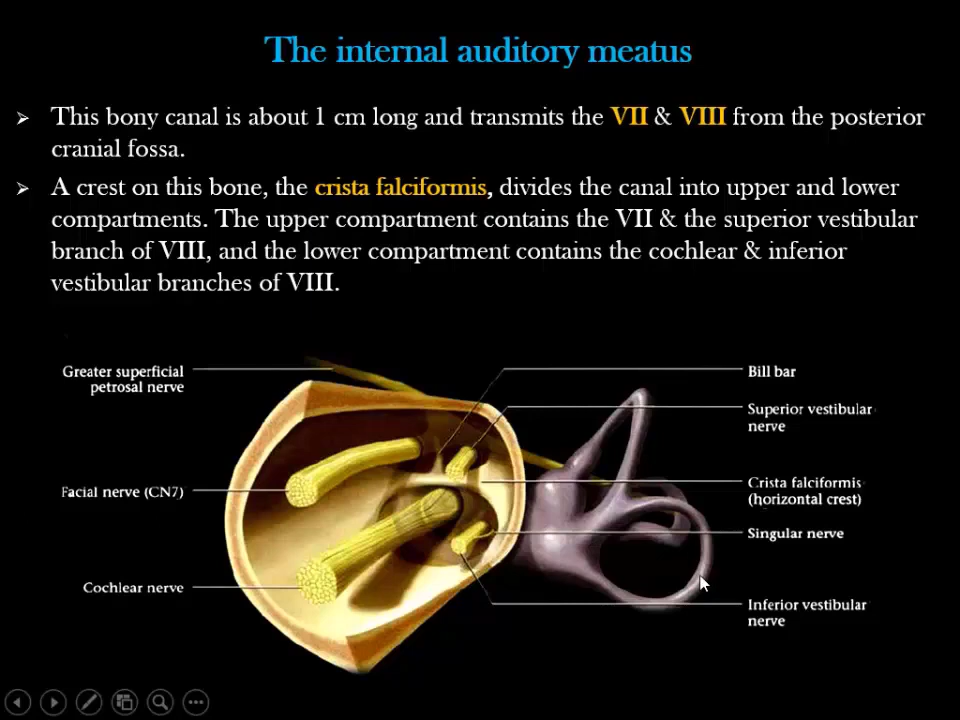 The internal auditory meatus
➢ This bony canal is about 1 cm long and transmits the VII & VIII from the posterior
cranial fossa.
➢ A crest on this bone, the crista falciformis, divides the canal into upper and lower
compartments. The upper compartment contains the VII & the superior vestibular
branch of VIII, and the lower compartment contains the cochlear & inferior
vestibular branches of VIII.
Greater superficial
petrosal nerve
Facial nerve (CN7)
Cochlear nerve
Bill bar
Superior vestibular
nerve
Crista falciformis
(horizontal crest)
Singular nerve
Inferior vestibular
nerve